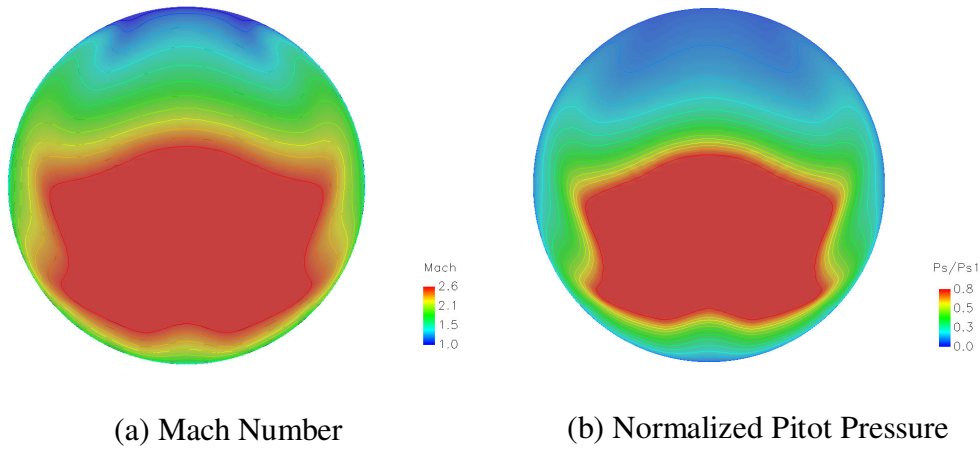 Mach
2.6
2.1
1.5
1.0
Ps/Ps1
0.8
0.5
0.3
0.0
(a) Mach Number
(b) Normalized Pitot Pressure